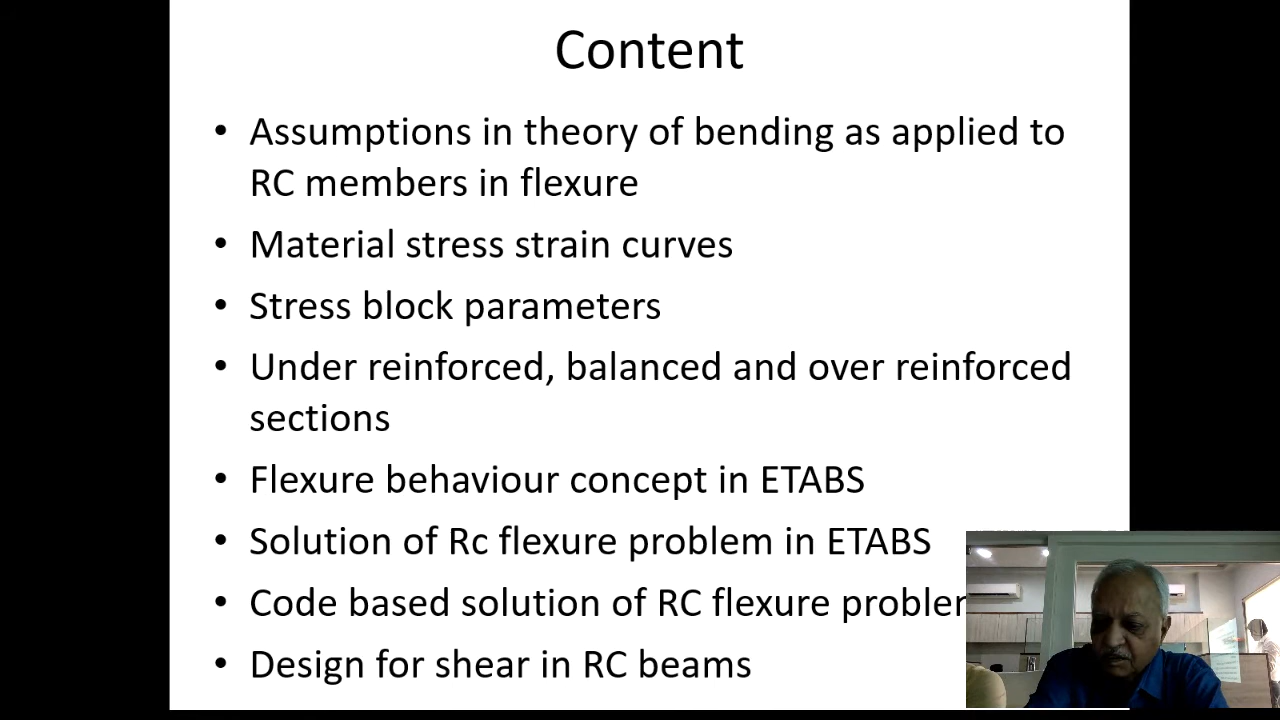 Content
• Assumptions in theory of bending as applied to
RC members in flexure
• Material stress strain curves
• Stress block parameters
• Under reinforced, balanced and over reinforced
sections
• Flexure behaviour concept in ETABS
• Solution of Rc flexure problem in ETABS
• Code based solution of RC flexure
• Design for shear in RC beams